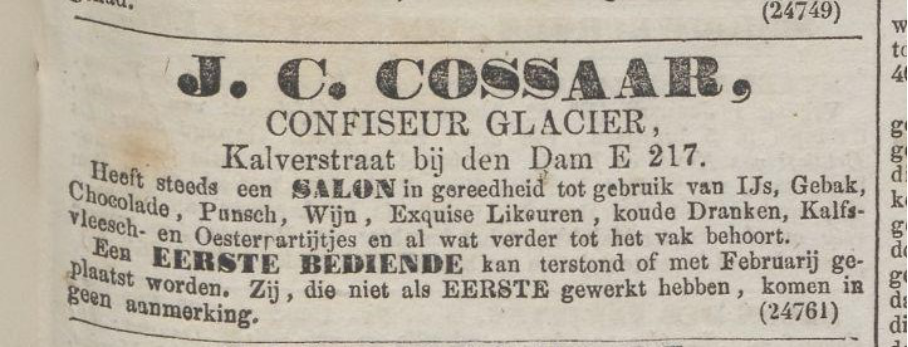 (24749)
J. C. COSSAAR,
CONFISEUR GLACIER,
Kalverstraat bij den Dam E 217.
Heeft steeds een SALON in gereedheid tot gebruik van IJs, Gebak,
Chocolade, Punsch, Wijn, Exquise Likeuren, koude Dranken, Kalfs-
vleesch- en Oesterpartijtjes en al wat verder tot het vak behoort.
Een EERSTE BEDIENDE kan terstond of met Februarij ge-
plaatst worden. Zij, die niet als EERSTE gewerkt hebben, komen in
geen aanmerking. (24761)